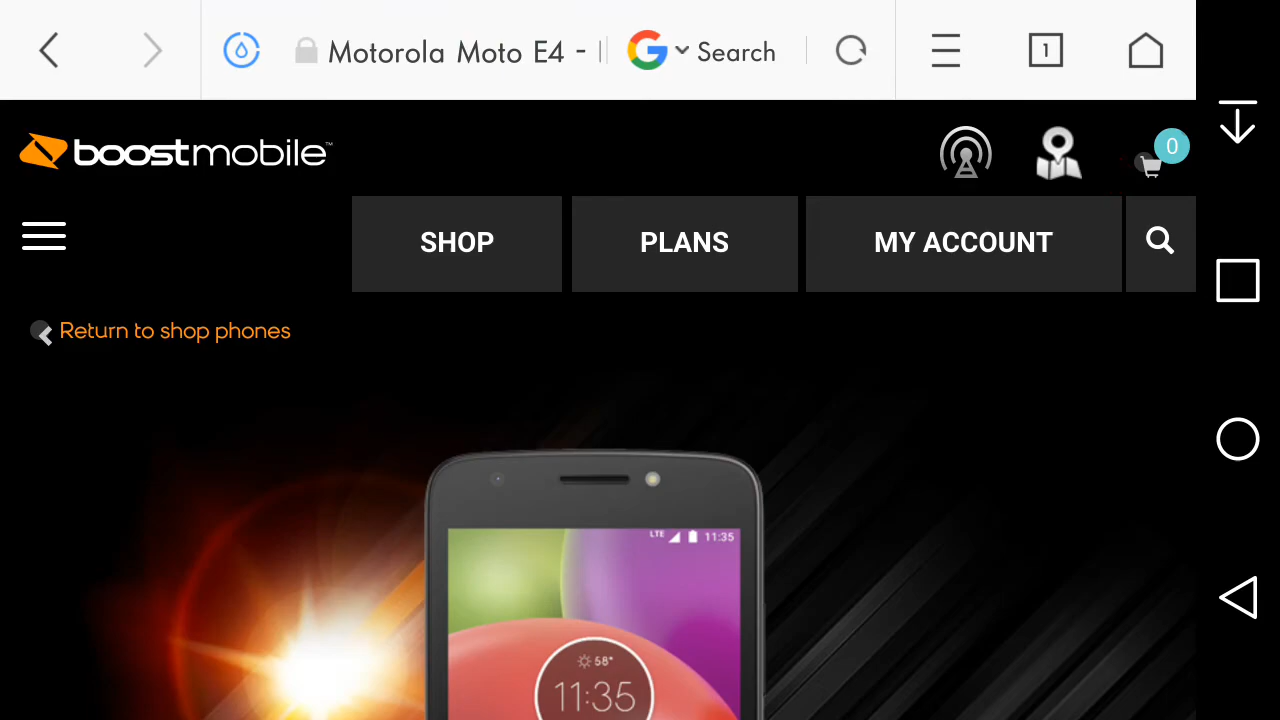 Motorola Moto E4 -
Search
1
boostmobile™
0
SHOP
PLANS
MY ACCOUNT
Return to shop phones
LTE 11:35
58°
11:35